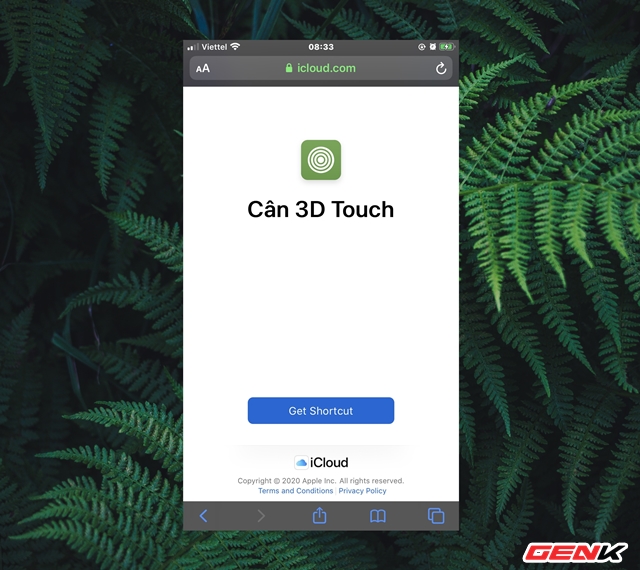 Viettel 08:33
AA icloud.com
Cân 3D Touch
Get Shortcut
iCloud
Copyright © 2020 Apple Inc. All rights reserved.
Terms and Conditions | Privacy Policy
GENK